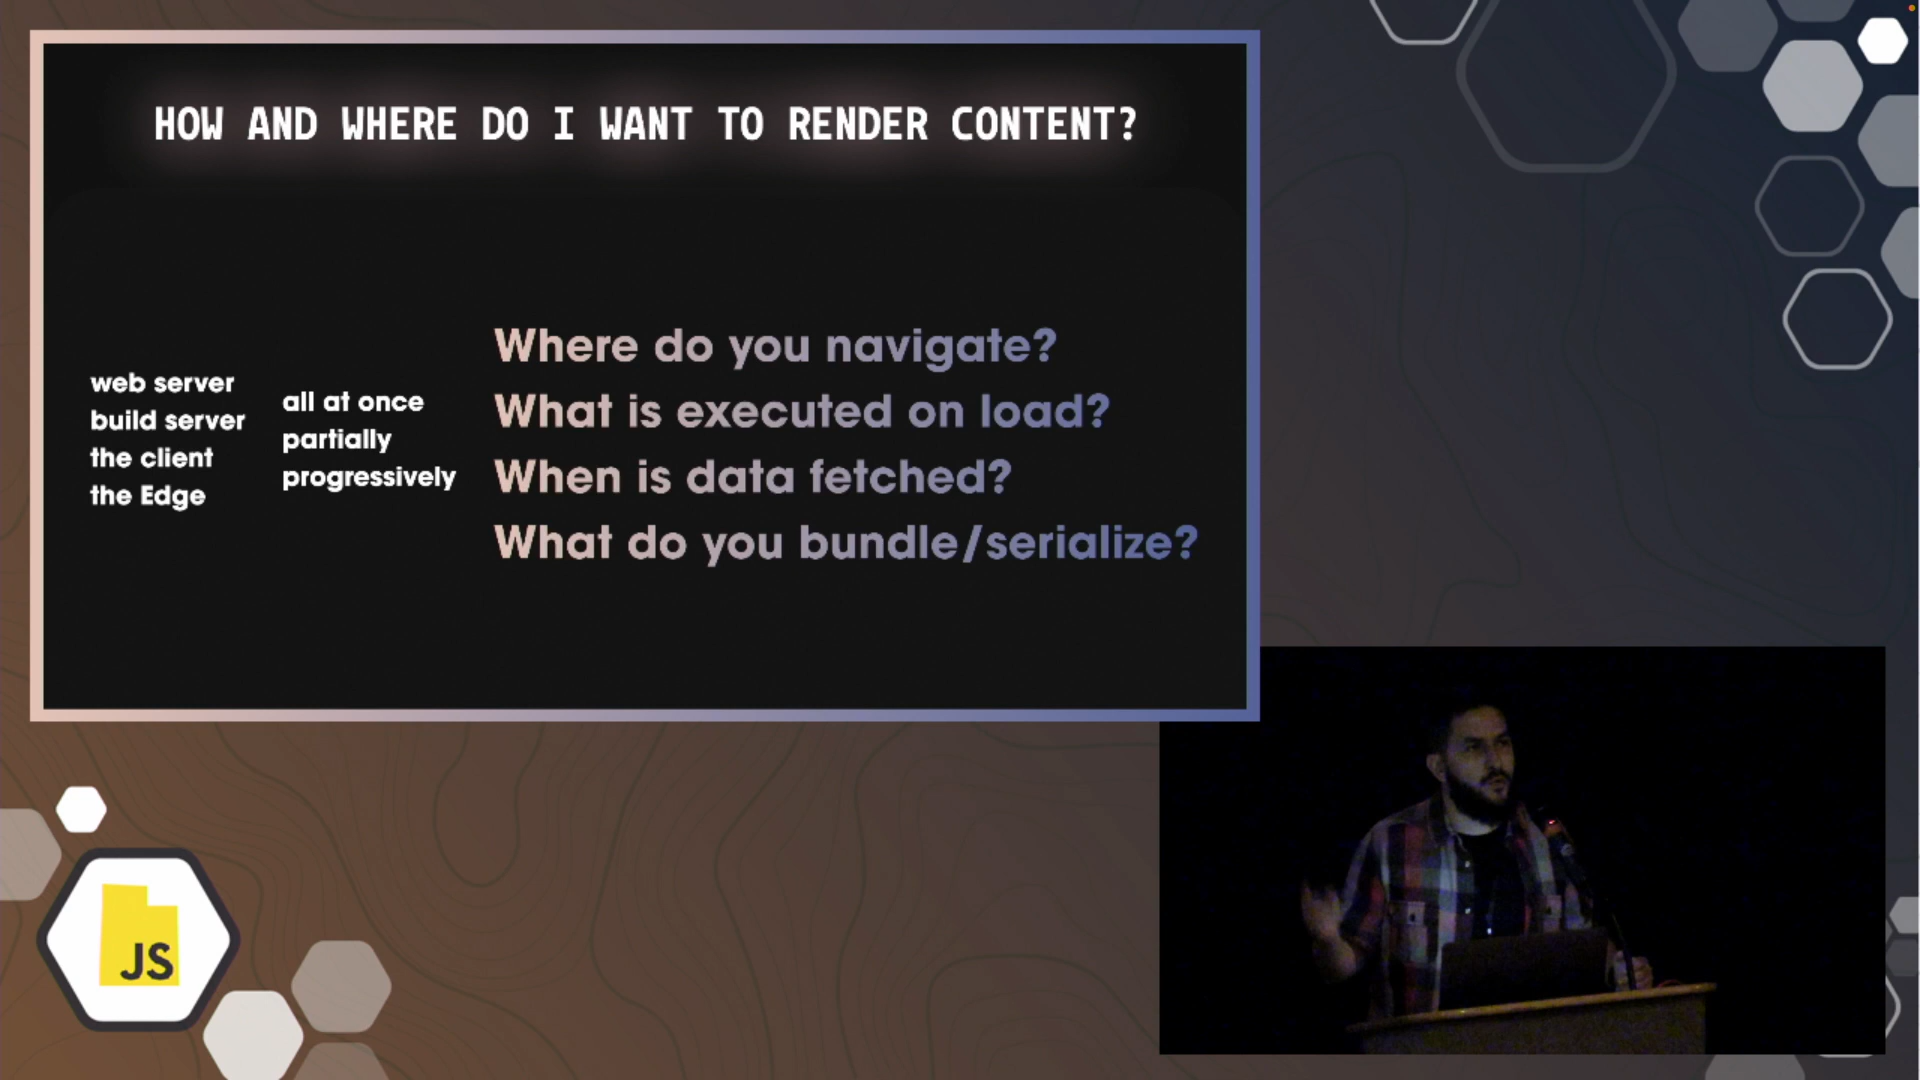 HOW AND WHERE DO I WANT TO RENDER CONTENT?
web server
build server
the client
the Edge
all at once
partially
progressively
Where do you navigate?
What is executed on load?
When is data fetched?
What do you bundle/serialize?
JS